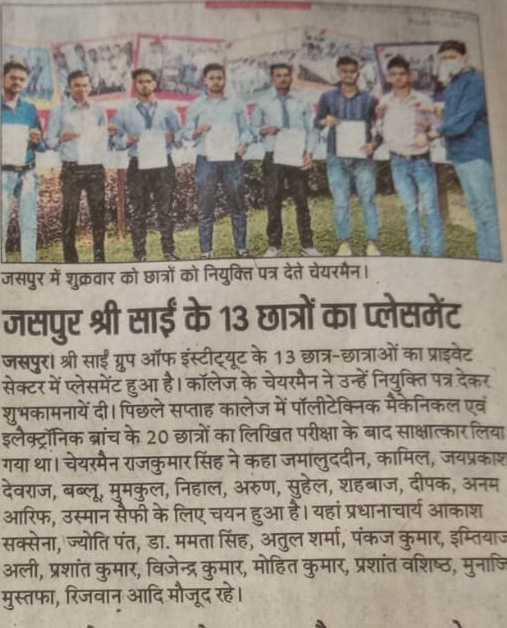 जसपुर में शुक्रवार को छात्रों को नियुक्ति पत्र देते चेयरमैन।
जसपुर श्री साईं के 13 छात्रों का प्लेसमेंट
जसपुर। श्री साईं ग्रुप ऑफ इंस्टीट्यूट के 13 छात्र-छात्राओं का प्राइवेट
सेक्टर में प्लेसमेंट हुआ है। कॉलेज के चेयरमैन ने उन्हें नियुक्ति पत्र देकर
शुभकामनायें दी। पिछले सप्ताह कालेज में पॉलीटेक्निक मैकेनिकल एवं
इलैक्ट्रॉनिक ब्रांच के 20 छात्रों का लिखित परीक्षा के बाद साक्षात्कार लिया
गया था। चेयरमैन राजकुमार सिंह ने कहा जमालुददीन, कामिल, जयप्रकाश
देवराज, बब्लू, मुमकुल, निहाल, अरुण, सुहेल, शहबाज, दीपक, अनम
आरिफ, उस्मान सैफी के लिए चयन हुआ है। यहां प्रधानाचार्य आकाश
सक्सेना, ज्योति पंत, डा. ममता सिंह, अतुल शर्मा, पंकज कुमार, इम्तियाज
अली, प्रशांत कुमार, विजेन्द्र कुमार, मोहित कुमार, प्रशांत वशिष्ठ, मुनाजि
मुस्तफा, रिजवान आदि मौजूद रहे।